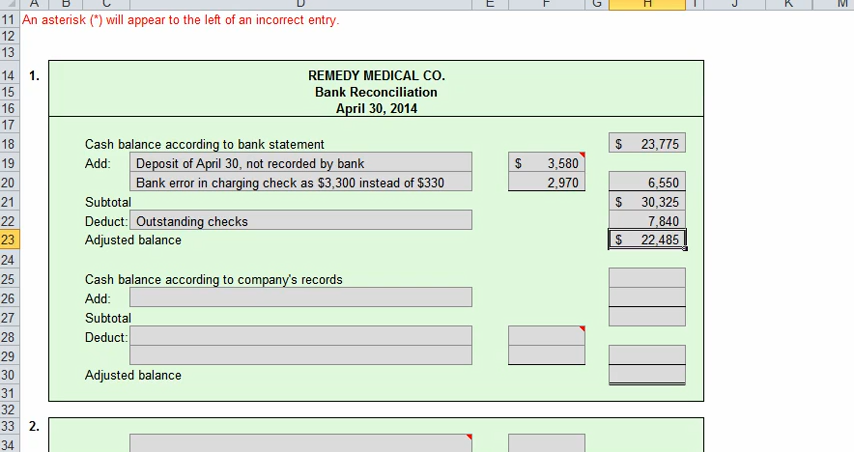 A B C D E F G H I J K L M
11 An asterisk (*) will appear to the left of an incorrect entry.
12
13
14 1. REMEDY MEDICAL CO.
15 Bank Reconciliation
16 April 30, 2014
17
18 Cash balance according to bank statement $ 23,775
19 Add: Deposit of April 30, not recorded by bank $ 3,580
20 Bank error in charging check as $3,300 instead of $330 2,970 6,550
21 Subtotal $ 30,325
22 Deduct: Outstanding checks 7,840
23 Adjusted balance $ 22,485
24
25 Cash balance according to company's records
26 Add:
27 Subtotal
28 Deduct:
29
30 Adjusted balance
31
32
33 2.
34